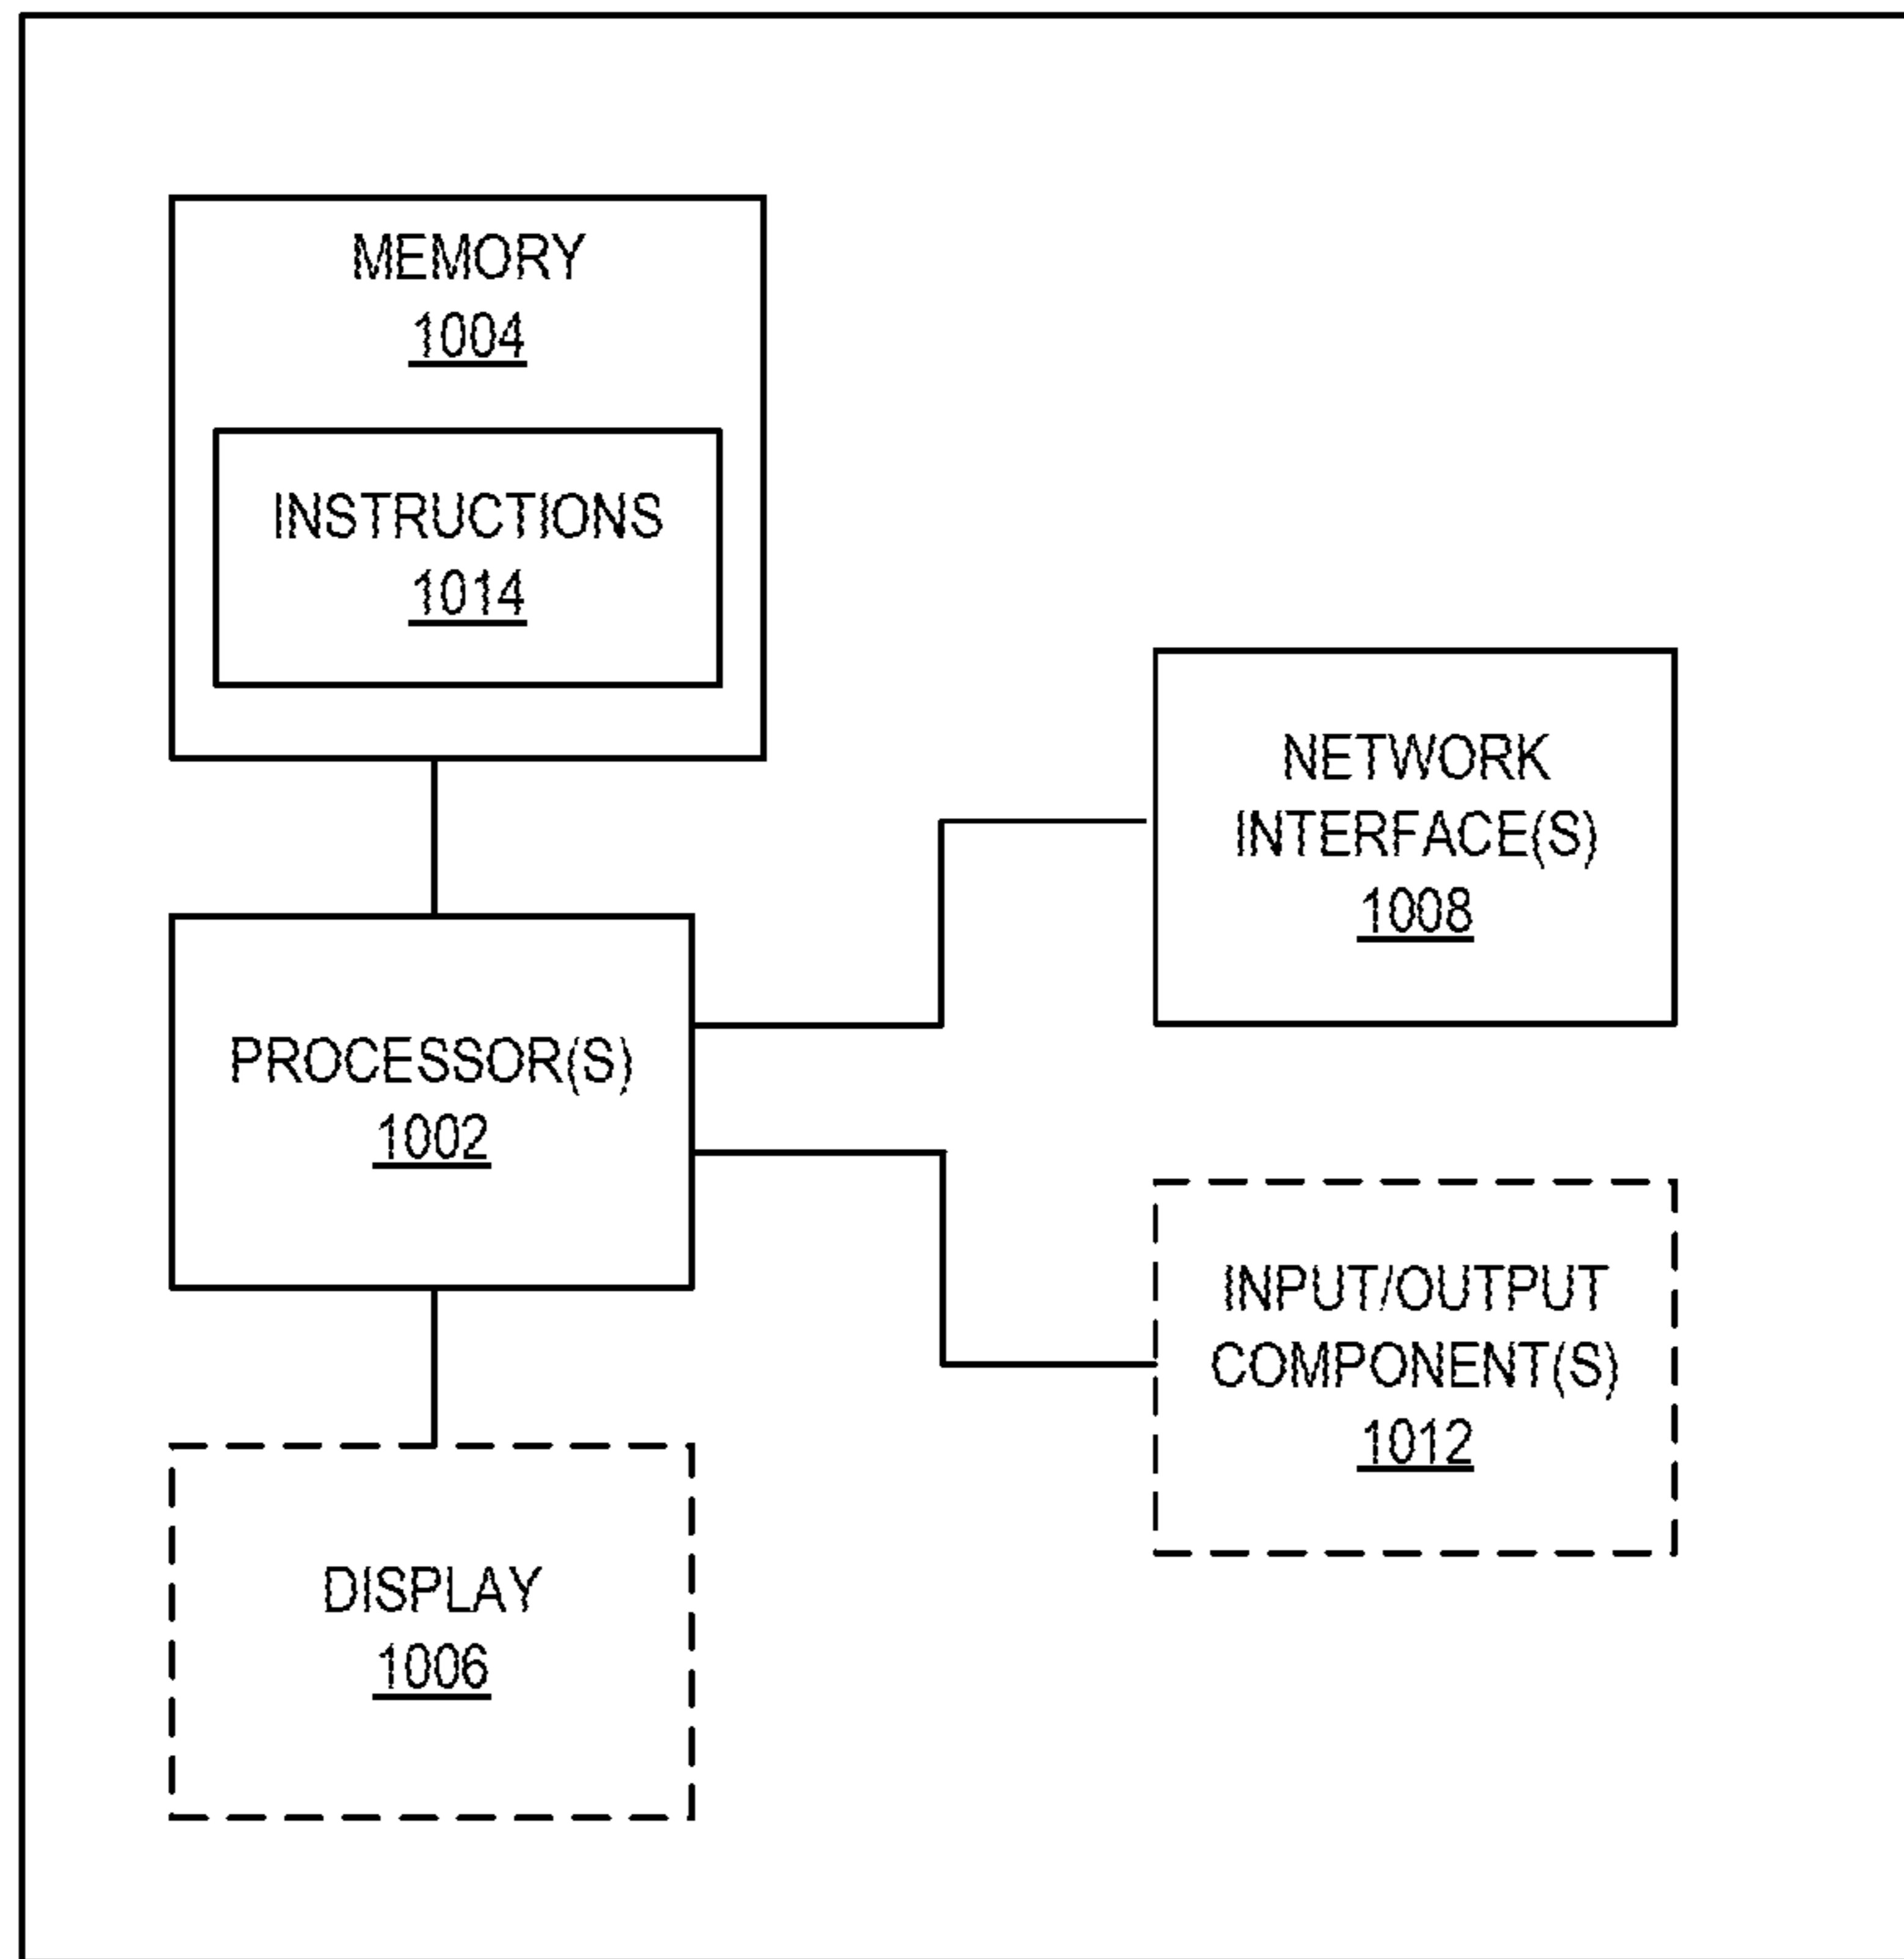 MEMORY
1004
INSTRUCTIONS
1014
NETWORK
INTERFACE(S)
1008
PROCESSOR(S)
1002
INPUT/OUTPUT
COMPONENT(S)
1012
DISPLAY
1006